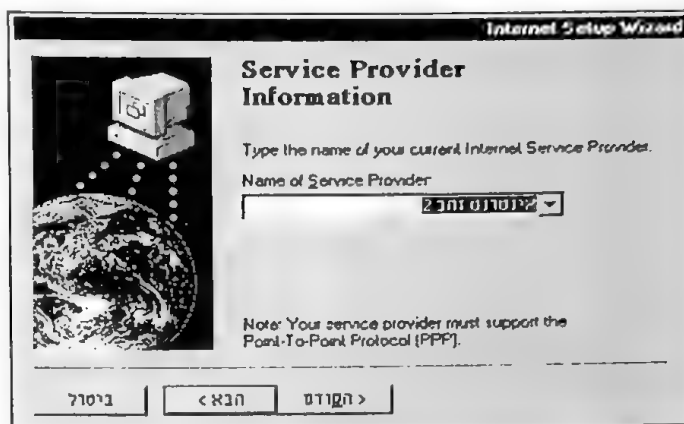 Internet Setup Wizard
Service Provider
Information
Type the name of your current Internet Service Provider.
Name of Service Provider
אינטרנט זהב 2
Note: Your service provider must support the
Point-To-Point Protocol (PPP).
< הקודם
הבא >
ביטול